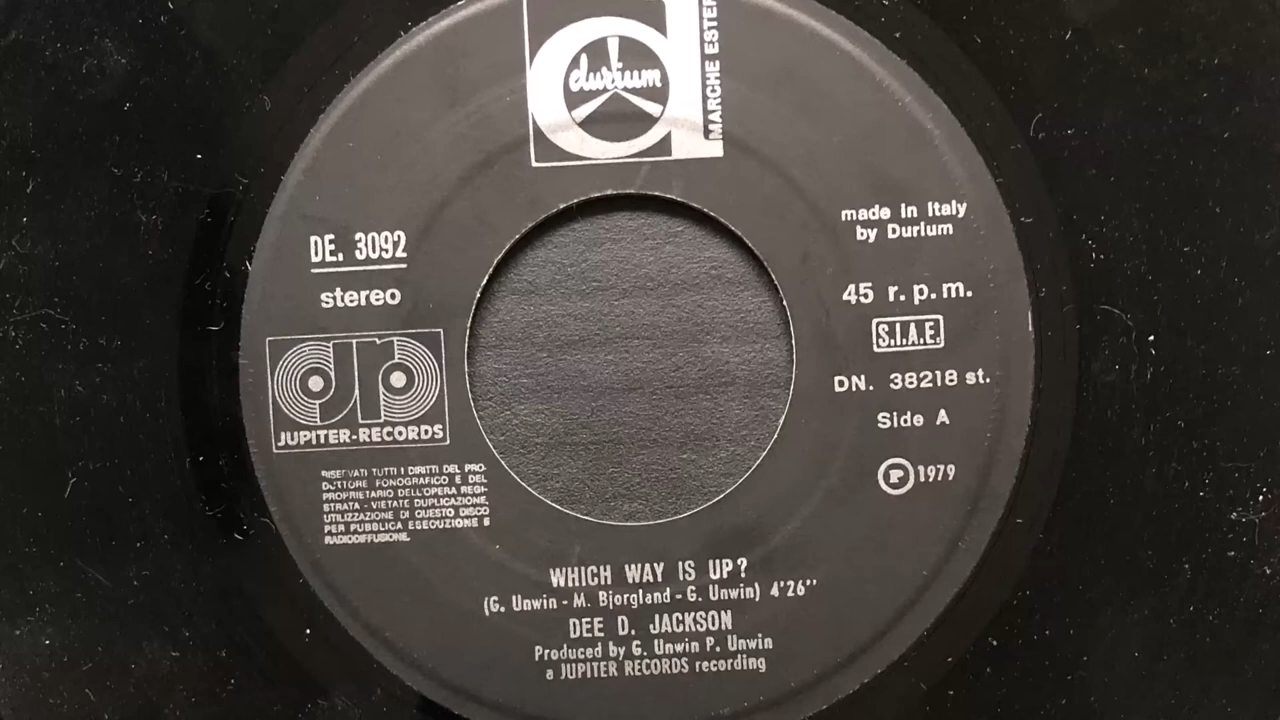 durium
MARCHE ESTER
DE. 3092
stereo
jr
JUPITER-RECORDS
RISERVATI TUTTI I DIRITTI DEL PRO-
DUTTORE FONOGRAFICO E DEL
PROPRIETARIO DELL'OPERA REGI-
STRATA - VIETATE DUPLICAZIONE,
UTILIZZAZIONE DI QUESTO DISCO
PER PUBBLICA ESECUZIONE E
RADIODIFFUSIONE.
made in Italy
by Durium
45 r.p.m.
S.I.A.E.
DN. 38218 st.
Side A
℗ 1979
WHICH WAY IS UP?
(G. Unwin - M. Bjorgland - G. Unwin) 4'26''
DEE D. JACKSON
Produced by G. Unwin P. Unwin
a JUPITER RECORDS recording